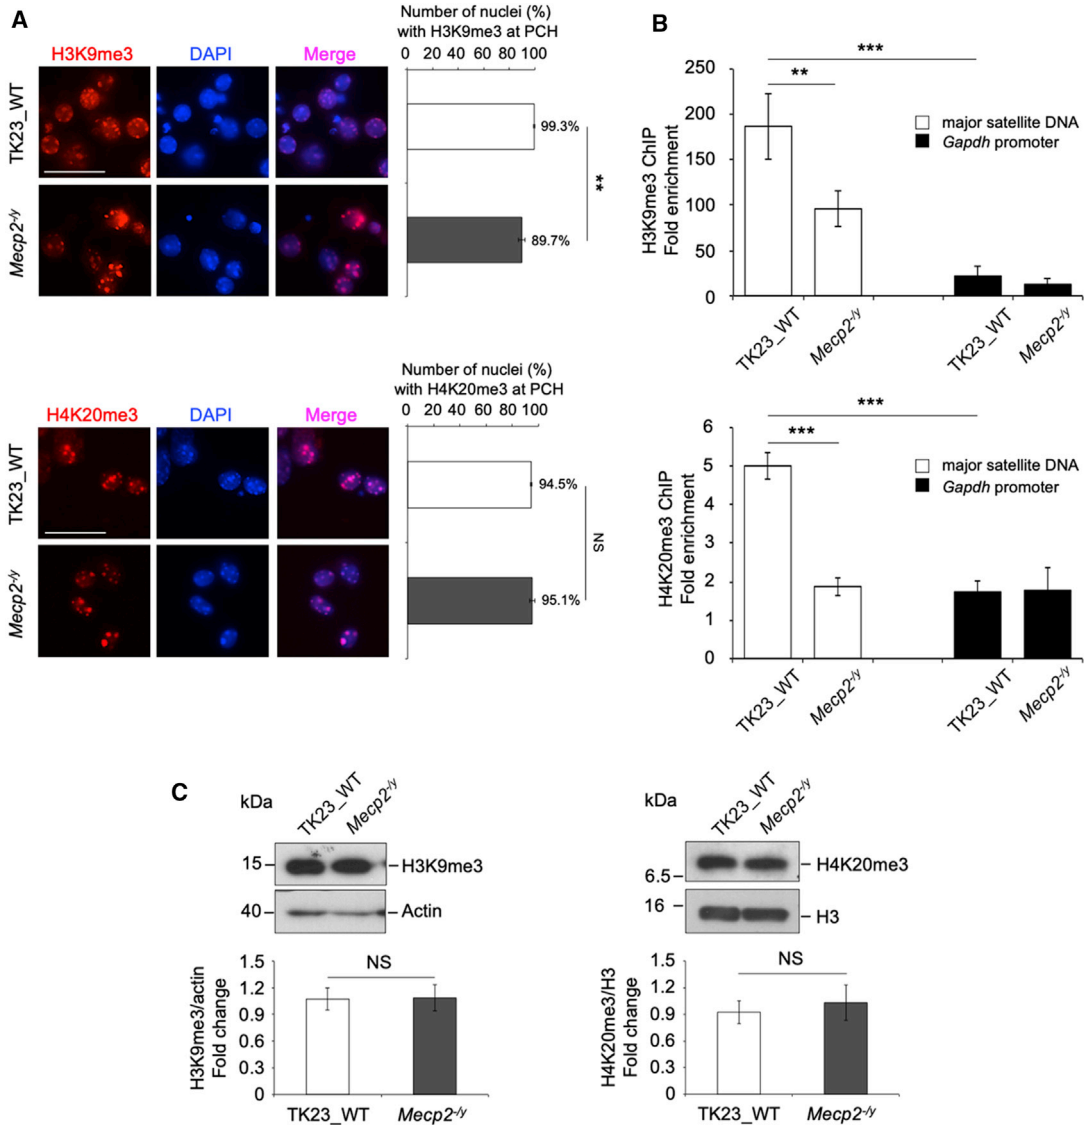 A
Number of nuclei (%)
with H3K9me3 at PCH
H3K9me3 DAPI Merge
0 20 40 60 80 100
TK23_WT
99.3%
**
Mecp2-/y
89.7%
Number of nuclei (%)
with H4K20me3 at PCH
H4K20me3 DAPI Merge
0 20 40 60 80 100
TK23_WT
94.5%
NS
Mecp2-/y
95.1%
B
***
**
250
200
150
100
50
0
H3K9me3 ChIP
Fold enrichment
major satellite DNA
Gapdh promoter
TK23_WT Mecp2-/y TK23_WT Mecp2-/y
***
***
6
5
4
3
2
1
0
H4K20me3 ChIP
Fold enrichment
major satellite DNA
Gapdh promoter
TK23_WT Mecp2-/y TK23_WT Mecp2-/y
C
kDa TK23_WT Mecp2-/y
15 H3K9me3
40 Actin
NS
1.5
1.2
0.9
0.6
0.3
0
H3K9me3/actin
Fold change
TK23_WT Mecp2-/y
kDa TK23_WT Mecp2-/y
H4K20me3
6.5
16
H3
NS
1.5
1.2
0.9
0.6
0.3
0
H4K20me3/H3
Fold change
TK23_WT Mecp2-/y